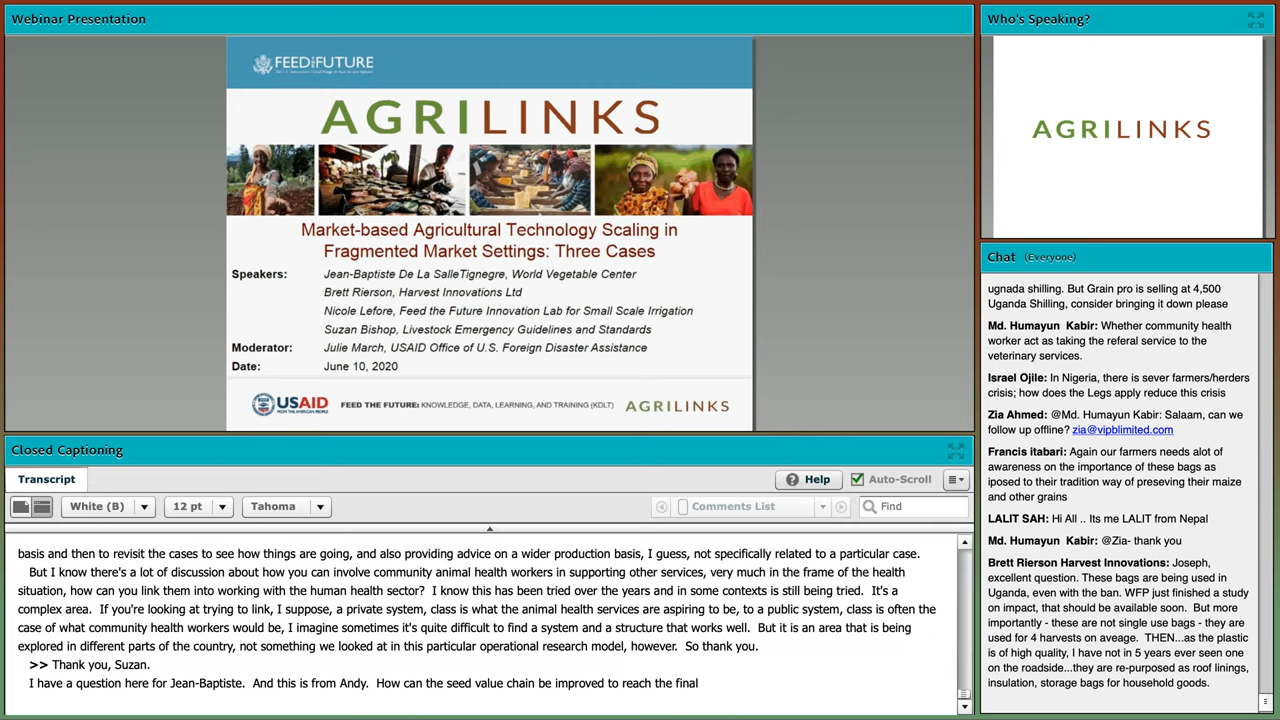 Webinar Presentation
FEED THE FUTURE
AGRILINKS
Market-based Agricultural Technology Scaling in
Fragmented Market Settings: Three Cases
Speakers: Jean-Baptiste De La SalleTignegre, World Vegetable Center
Brett Rierson, Harvest Innovations Ltd
Nicole Lefore, Feed the Future Innovation Lab for Small Scale Irrigation
Suzan Bishop, Livestock Emergency Guidelines and Standards
Moderator: Julie March, USAID Office of U.S. Foreign Disaster Assistance
Date: June 10, 2020
USAID
FROM THE AMERICAN PEOPLE
FEED THE FUTURE: KNOWLEDGE, DATA, LEARNING, AND TRAINING (KDLT)
AGRILINKS
Closed Captioning
Transcript
Help
Auto-Scroll
White (B)
12 pt
Tahoma
Comments List
Find
basis and then to revisit the cases to see how things are going, and also providing advice on a wider production basis, I guess, not specifically related to a particular case.
But I know there's a lot of discussion about how you can involve community animal health workers in supporting other services, very much in the frame of the health
situation, how can you link them into working with the human health sector? I know this has been tried over the years and in some contexts is still being tried. It's a
complex area. If you're looking at trying to link, I suppose, a private system, class is what the animal health services are aspiring to be, to a public system, class is often the
case of what community health workers would be, I imagine sometimes it's quite difficult to find a system and a structure that works well. But it is an area that is being
explored in different parts of the country, not something we looked at in this particular operational research model, however. So thank you.
>> Thank you, Suzan.
I have a question here for Jean-Baptiste. And this is from Andy. How can the seed value chain be improved to reach the final
Who's Speaking?
AGRILINKS
Chat (Everyone)
ugnada shilling. But Grain pro is selling at 4,500
Uganda Shilling, consider bringing it down please
Md. Humayun Kabir: Whether community health
worker act as taking the referal service to the
veterinary services.
Israel Ojile: In Nigeria, there is sever farmers/herders
crisis; how does the Legs apply reduce this crisis
Zia Ahmed: @Md. Humayun Kabir: Salaam, can we
follow up offline? zia@vipblimited.com
Francis itabari: Again our farmers needs alot of
awareness on the importance of these bags as
iposed to their tradition way of preseving their maize
and other grains
LALIT SAH: Hi All .. Its me LALIT from Nepal
Md. Humayun Kabir: @Zia- thank you
Brett Rierson Harvest Innovations: Joseph,
excellent question. These bags are being used in
Uganda, even with the ban. WFP just finished a study
on impact, that should be available soon. But more
importantly - these are not single use bags - they are
used for 4 harvests on aveage. THEN...as the plastic
is of high quality, I have not in 5 years ever seen one
on the roadside...they are re-purposed as roof linings,
insulation, storage bags for household goods.